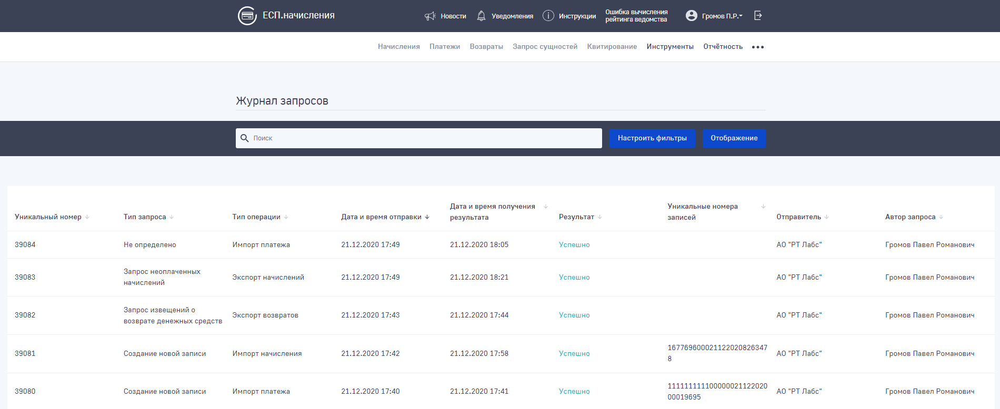 ЕСП.начисления
Новости
Уведомления
Инструкции
Ошибка вычисления
рейтинга ведомства
Громов П.Р.
Начисления Платежи Возвраты Запрос сущностей Квитирование Инструменты Отчётность
Журнал запросов
Поиск
Настроить фильтры
Отображение
Уникальный номер
Тип запроса
Тип операции
Дата и время отправки
Дата и время получения
результата
Результат
Уникальные номера
записей
Отправитель
Автор запроса
39084
Не определено
Импорт платежа
21.12.2020 17:49
21.12.2020 18:05
Успешно
АО "РТ Лабс"
Громов Павел Романович
39083
Запрос неоплаченных
начислений
Экспорт начислений
21.12.2020 17:49
21.12.2020 18:21
Успешно
АО "РТ Лабс"
Громов Павел Романович
39082
Запрос извещений о
возврате денежных средств
Экспорт возвратов
21.12.2020 17:43
21.12.2020 17:44
Успешно
АО "РТ Лабс"
Громов Павел Романович
39081
Создание новой записи
Импорт начисления
21.12.2020 17:42
21.12.2020 17:58
Успешно
167769600021122020826347
8
АО "РТ Лабс"
Громов Павел Романович
39080
Создание новой записи
Импорт платежа
21.12.2020 17:40
21.12.2020 17:41
Успешно
11111111110000002112202
00019695
АО "РТ Лабс"
Громов Павел Романович